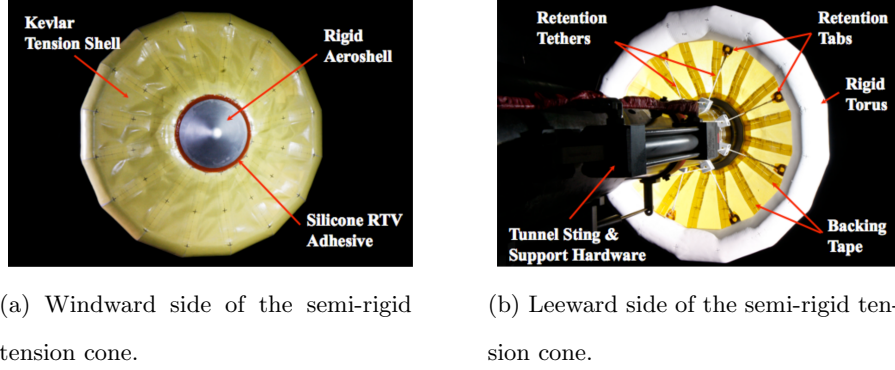 Kevlar
Tension Shell
Rigid
Aeroshell
Silicone RTV
Adhesive
Retention
Tethers
Retention
Tabs
Rigid
Torus
Tunnel Sting &
Support Hardware
Backing
Tape
(a) Windward side of the semi-rigid
tension cone.
(b) Leeward side of the semi-rigid ten-
sion cone.